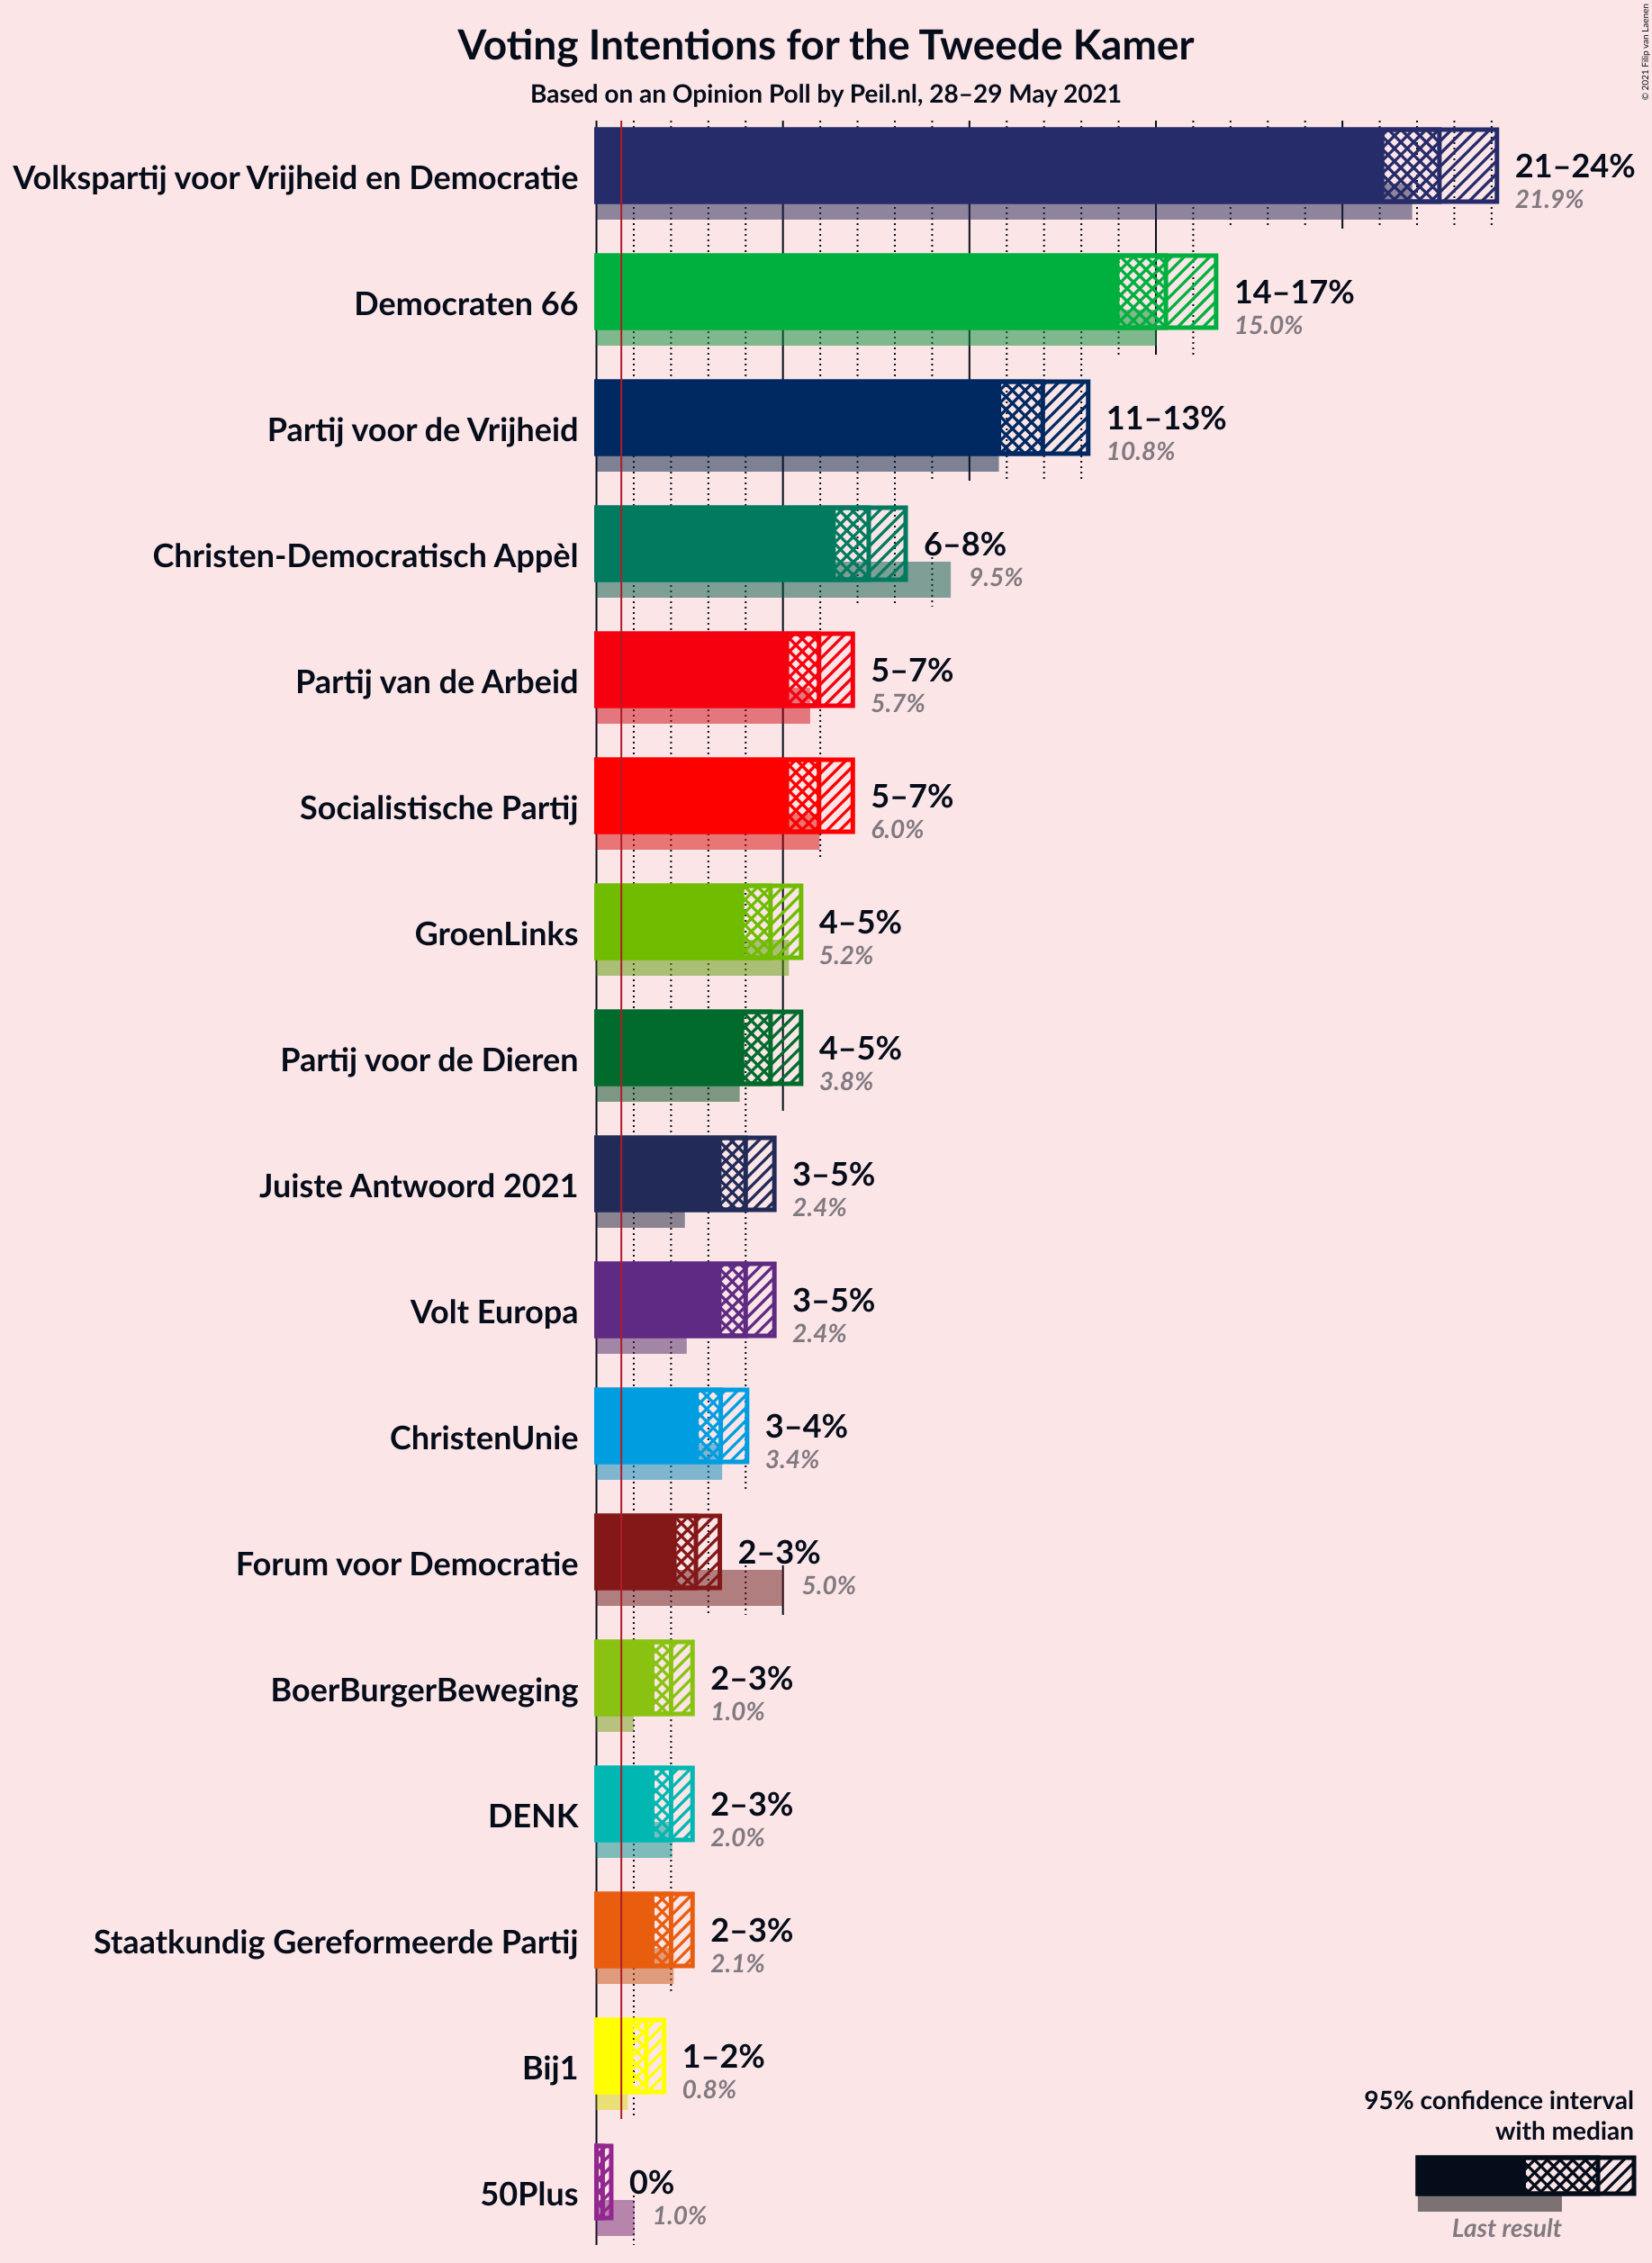 Voting Intentions for the Tweede Kamer
Based on an Opinion Poll by Peil.nl, 28–29 May 2021
© 2021 Filip van Laenen
Volkspartij voor Vrijheid en Democratie
21–24%
21.9%
Democraten 66
14–17%
15.0%
Partij voor de Vrijheid
11–13%
10.8%
Christen-Democratisch Appèl
6–8%
9.5%
Partij van de Arbeid
5–7%
5.7%
Socialistische Partij
5–7%
6.0%
GroenLinks
4–5%
5.2%
Partij voor de Dieren
4–5%
3.8%
Juiste Antwoord 2021
3–5%
2.4%
Volt Europa
3–5%
2.4%
ChristenUnie
3–4%
3.4%
Forum voor Democratie
2–3%
5.0%
BoerBurgerBeweging
2–3%
1.0%
DENK
2–3%
2.0%
Staatkundig Gereformeerde Partij
2–3%
2.1%
Bij1
1–2%
0.8%
50Plus
0%
1.0%
95% confidence interval
with median
Last result